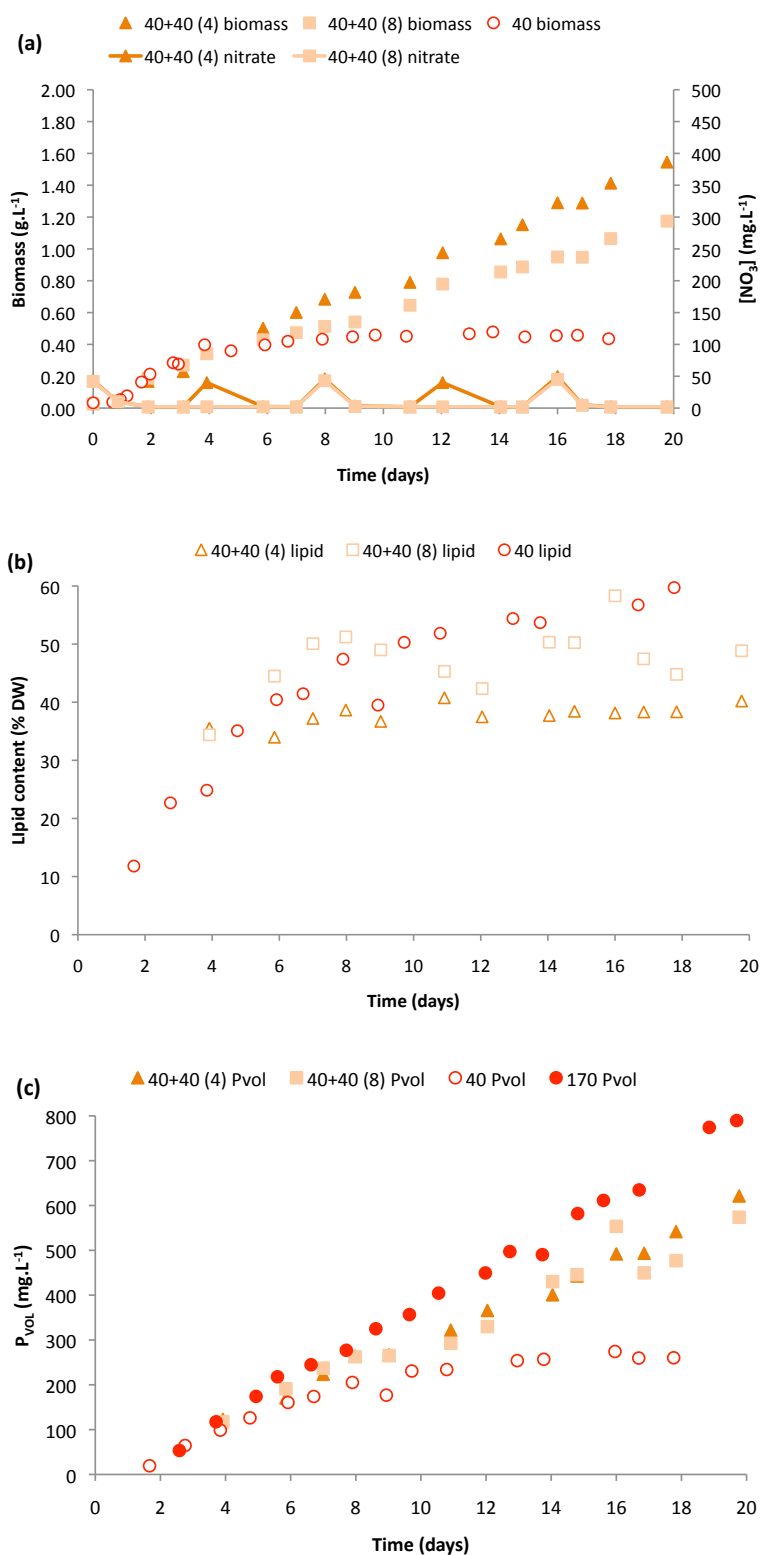 (a)
40+40 (4) biomass 40+40 (8) biomass 40 biomass
40+40 (4) nitrate 40+40 (8) nitrate
2.00
1.80
1.60
1.40
1.20
1.00
0.80
0.60
0.40
0.20
0.00
Biomass (g.L-1)
500
450
400
350
300
250
200
150
100
50
0
[NO3] (mg.L-1)
0 2 4 6 8 10 12 14 16 18 20
Time (days)
(b)
40+40 (4) lipid 40+40 (8) lipid 40 lipid
60
50
40
30
20
10
0
LIpid content (% DW)
0 2 4 6 8 10 12 14 16 18 20
Time (days)
(c)
40+40 (4) Pvol 40+40 (8) Pvol 40 Pvol 170 Pvol
800
700
600
500
400
300
200
100
0
PVOL (mg.L-1)
0 2 4 6 8 10 12 14 16 18 20
Time (days)